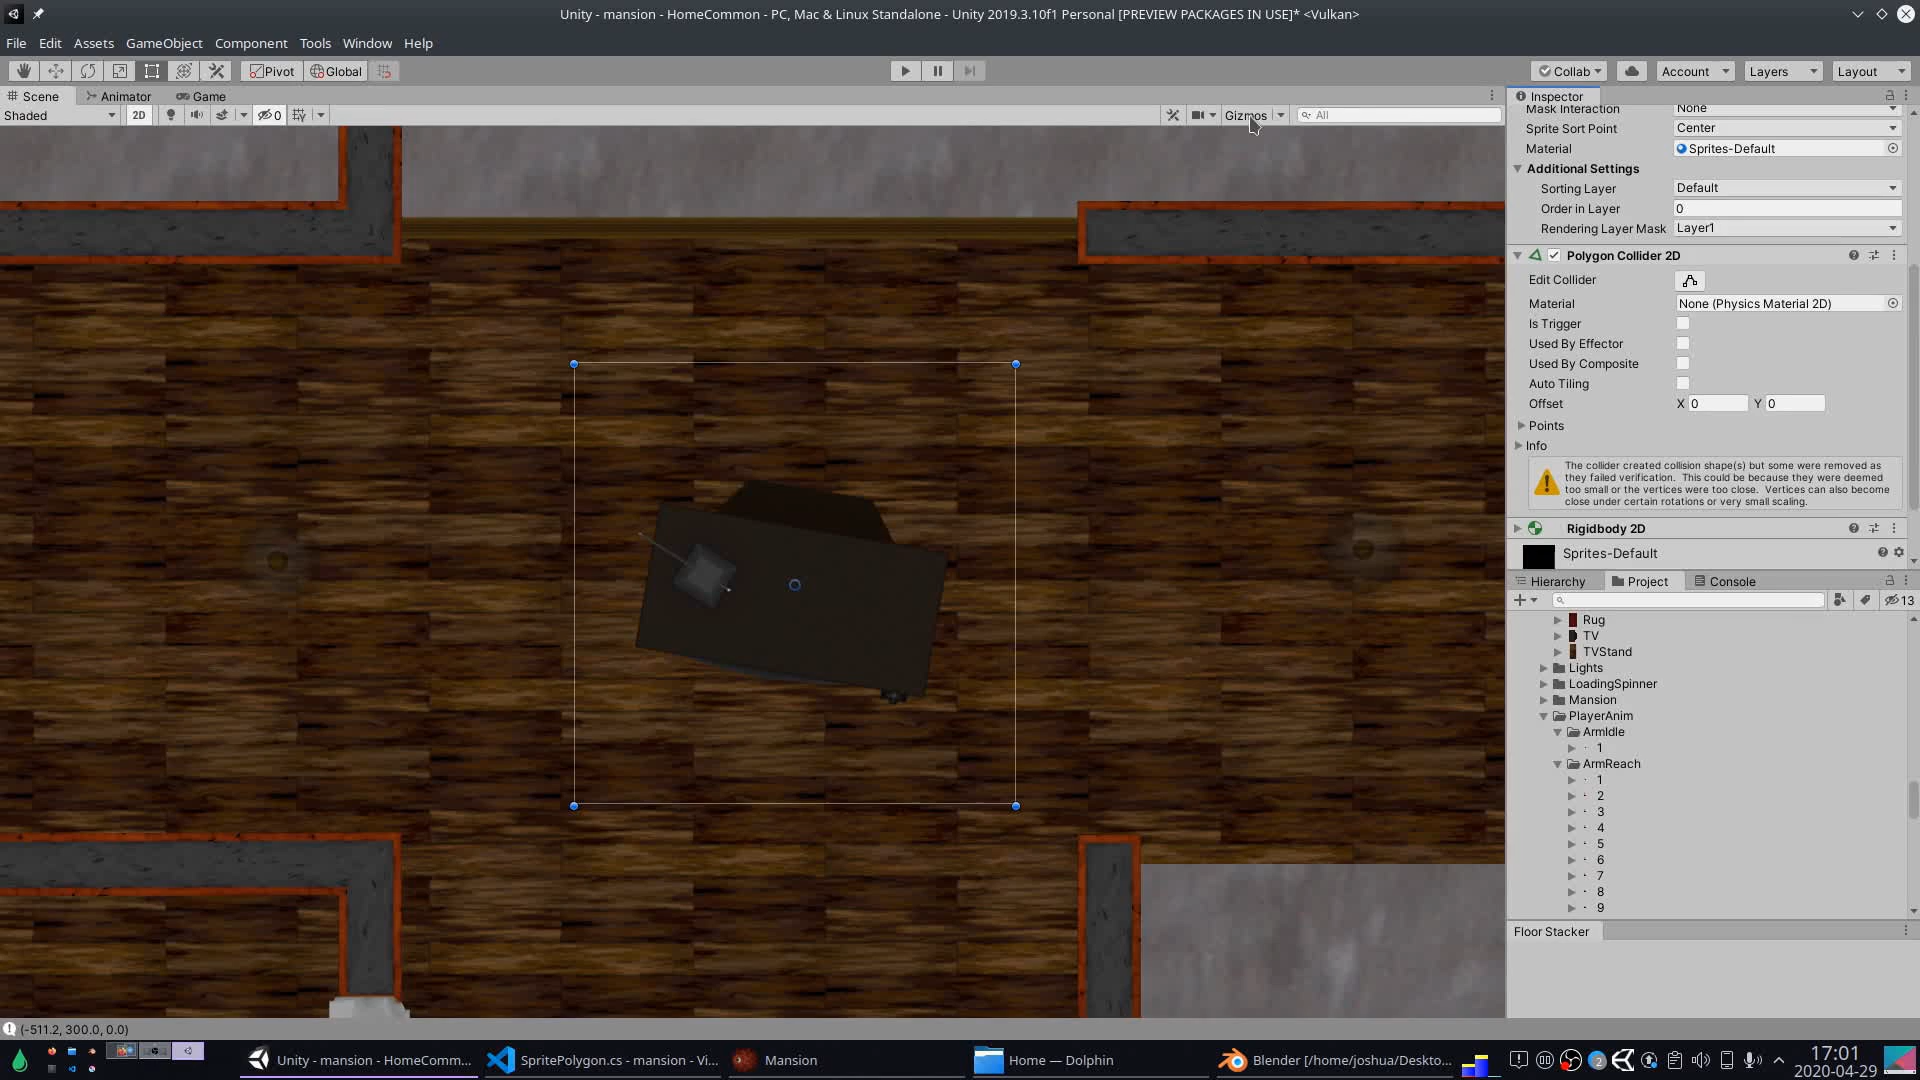 Unity - mansion - HomeCommon - PC, Mac & Linux Standalone - Unity 2019.3.10f1 Personal [PREVIEW PACKAGES IN USE]* <Vulkan>
File Edit Assets GameObject Component Tools Window Help
Pivot Global Collab Account Layers Layout
Scene Animator Game
Shaded 2D 0 Gizmos All
Inspector
Mask Interaction None
Sprite Sort Point Center
Material Sprites-Default
Additional Settings
Sorting Layer Default
Order in Layer 0
Rendering Layer Mask Layer1
Polygon Collider 2D
Edit Collider
Material None (Physics Material 2D)
Is Trigger
Used By Effector
Used By Composite
Auto Tiling
Offset X 0 Y 0
Points
Info
The collider created collision shape(s) but some were removed as
they failed verification. This could be because they were deemed
too small or the vertices were too close. Vertices can also become
close under certain rotations or very small scaling.
Rigidbody 2D
Sprites-Default
Hierarchy Project Console
13
Rug
TV
TVStand
Lights
LoadingSpinner
Mansion
PlayerAnim
ArmIdle
1
ArmReach
1
2
3
4
5
6
7
8
9
Floor Stacker
(-511.2, 300.0, 0.0)
Unity - mansion - HomeComm...
SpritePolygon.cs - mansion - Vi...
Mansion
Home — Dolphin
Blender [/home/joshua/Deskto...
2
17:01
2020-04-29